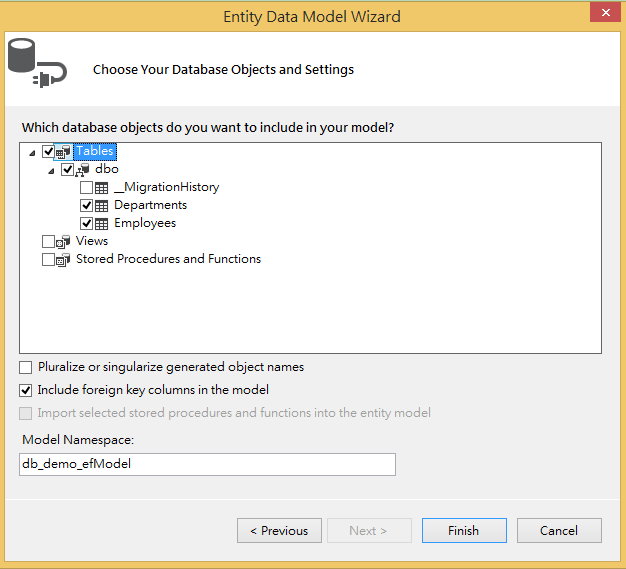 Entity Data Model Wizard
Choose Your Database Objects and Settings
Which database objects do you want to include in your model?
Tables
dbo
__MigrationHistory
Departments
Employees
Views
Stored Procedures and Functions
Pluralize or singularize generated object names
Include foreign key columns in the model
Import selected stored procedures and functions into the entity model
Model Namespace:
db_demo_efModel
< Previous Next > Finish Cancel